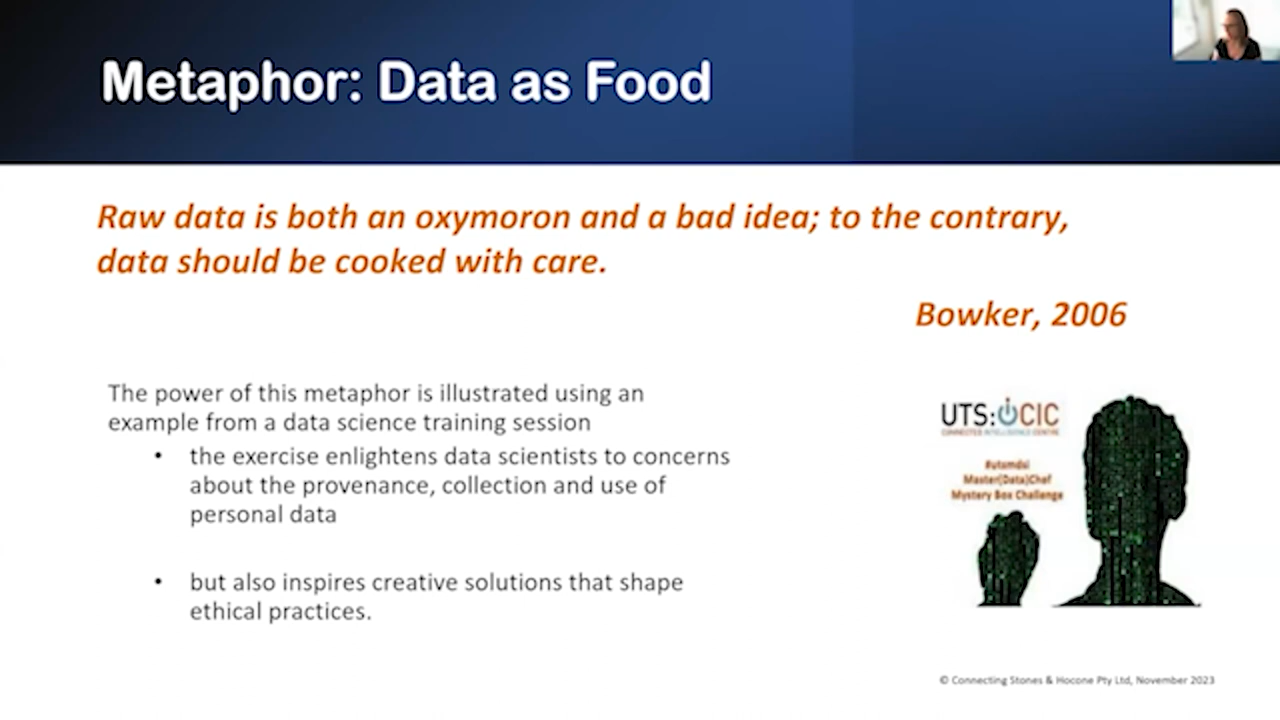 Metaphor: Data as Food
Raw data is both an oxymoron and a bad idea; to the contrary,
data should be cooked with care.
Bowker, 2006
The power of this metaphor is illustrated using an
example from a data science training session
• the exercise enlightens data scientists to concerns
about the provenance, collection and use of
personal data
• but also inspires creative solutions that shape
ethical practices.
UTS:CIC
CONNECTED INTELLIGENCE CENTRE
#utsmdsi
Master(Data)Chef
Mystery Box Challenge
© Connecting Stones & Hocone Pty Ltd, November 2023